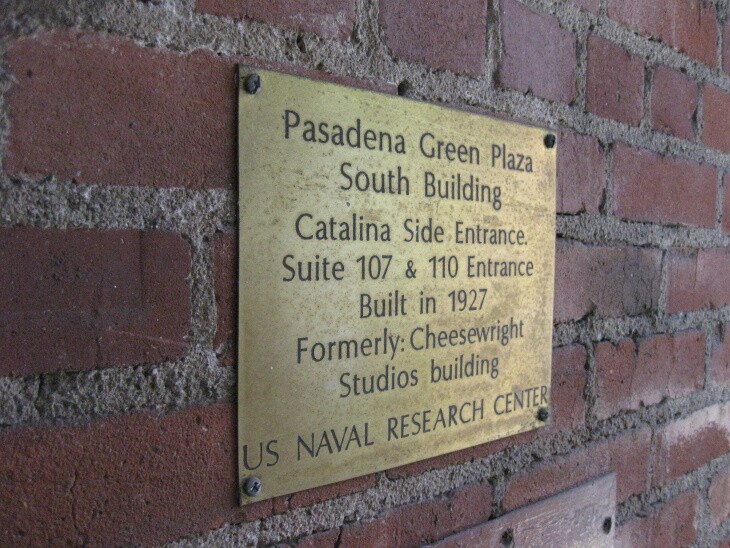 Pasadena Green Plaza
South Building
Catalina Side Entrance.
Suite 107 & 110 Entrance
Built in 1927
Formerly: Cheesewright
Studios building
US NAVAL RESEARCH CENTER